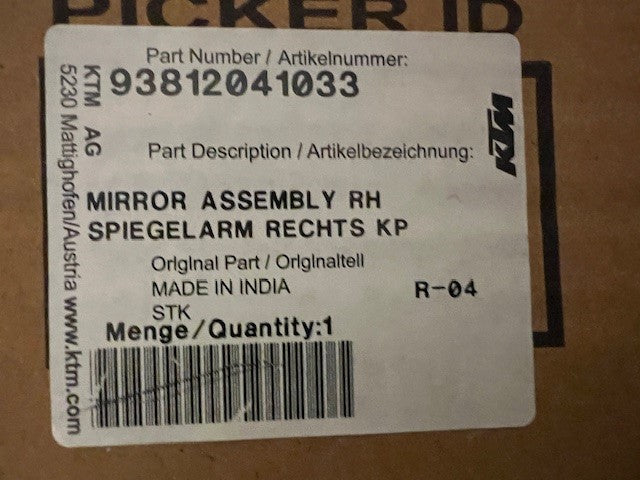 PICKER ID
Part Number / Artikelnummer:
93812041033
KTM AG
5230 Mattighofen/Austria www.ktm.com
KTM
Part Description / Artikelbezeichnung:
MIRROR ASSEMBLY RH
SPIEGELARM RECHTS KP
Original Part / Originalteil
MADE IN INDIA
R-04
STK
Menge/Quantity:1